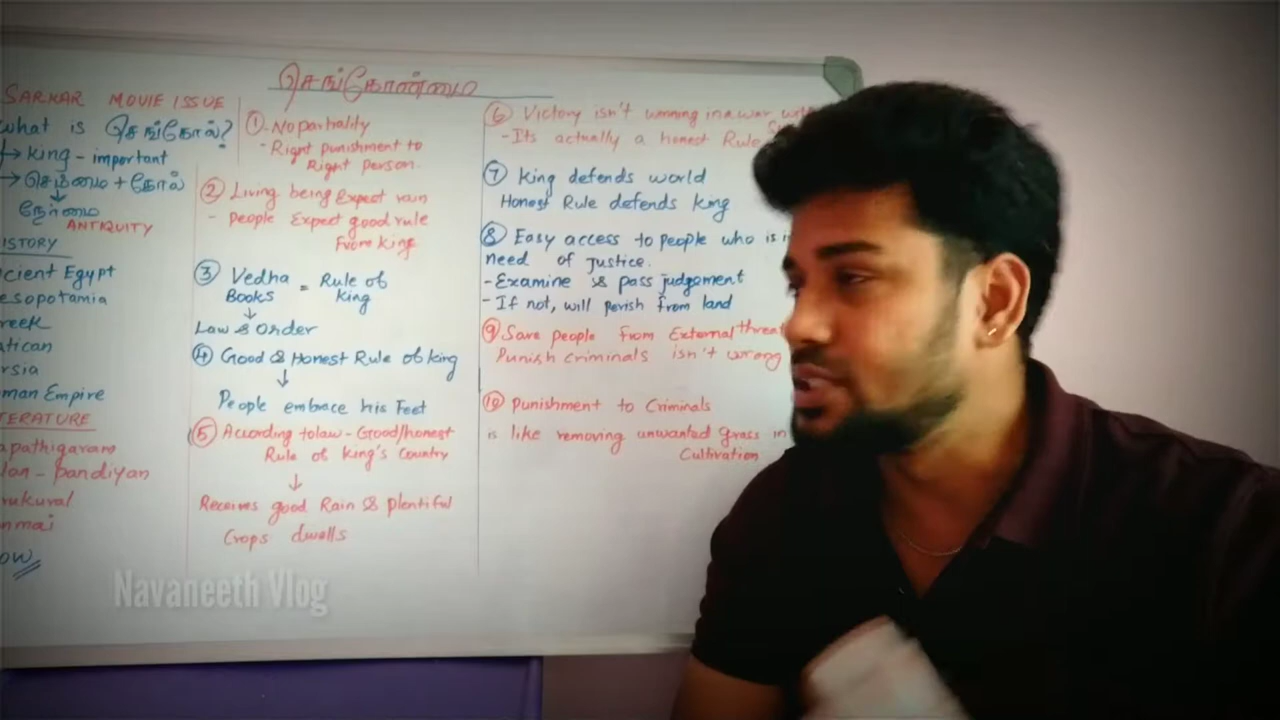 செங்கோண்மை
SARKAR MOVIE ISSUE
what is செங்கோல்?
→ King - important
→ செம்மை + கோல்
நேர்மை
ANTIQUITY
ISTORY
cient Egypt
esopotamia
reek
atican
rsia
man Empire
TERATURE
apathigaram
lan - pandiyan
rukural
nmai
ow
① - No partiality
- Right punishment to
Right person.
② Living being Expect rain
- People Expect good rule
From king
③ Vedha = Rule of
Books king
↓
Law & Order
④ Good & Honest Rule of king
↓
People embrace his Feet
⑤ According to law - Good/honest
Rule of King's Country
↓
Receives good Rain & plentiful
Crops dwells
⑥ Victory isn't winning in a war
- Its actually a honest Rule
⑦ King defends world
Honest Rule defends king
⑧ Easy access to people who is
need of Justice.
- Examine & pass judgement
- If not, will perish from land
⑨ Save people from External threat
Punish criminals isn't wrong
⑩ Punishment to Criminals
is like removing unwanted grass in
Cultivation
Navaneeth Vlog